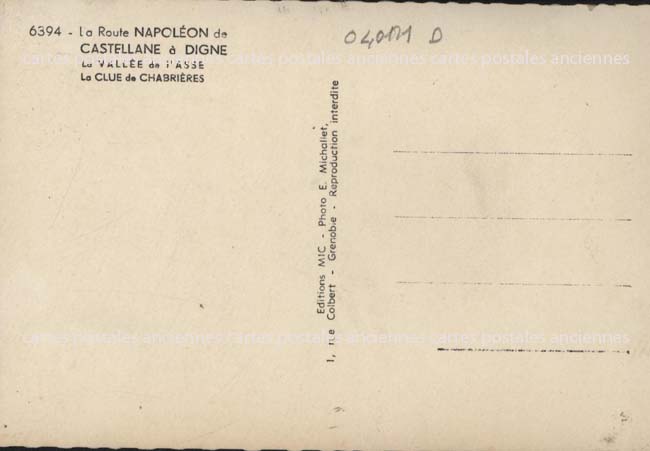 6394 - La Route NAPOLÉON de
CASTELLANE à DIGNE
La VALLÉE de l'ASSE
La CLUE de CHABRIÈRES
D
Editions MIC - Photo E. Michallet,
1, rue Colbert - Grenoble - Reproduction interdite
cartes postales anciennes cartes postales anciennes cartes postales anciennes
cartes postales anciennes cartes postales anciennes cartes postales anciennes